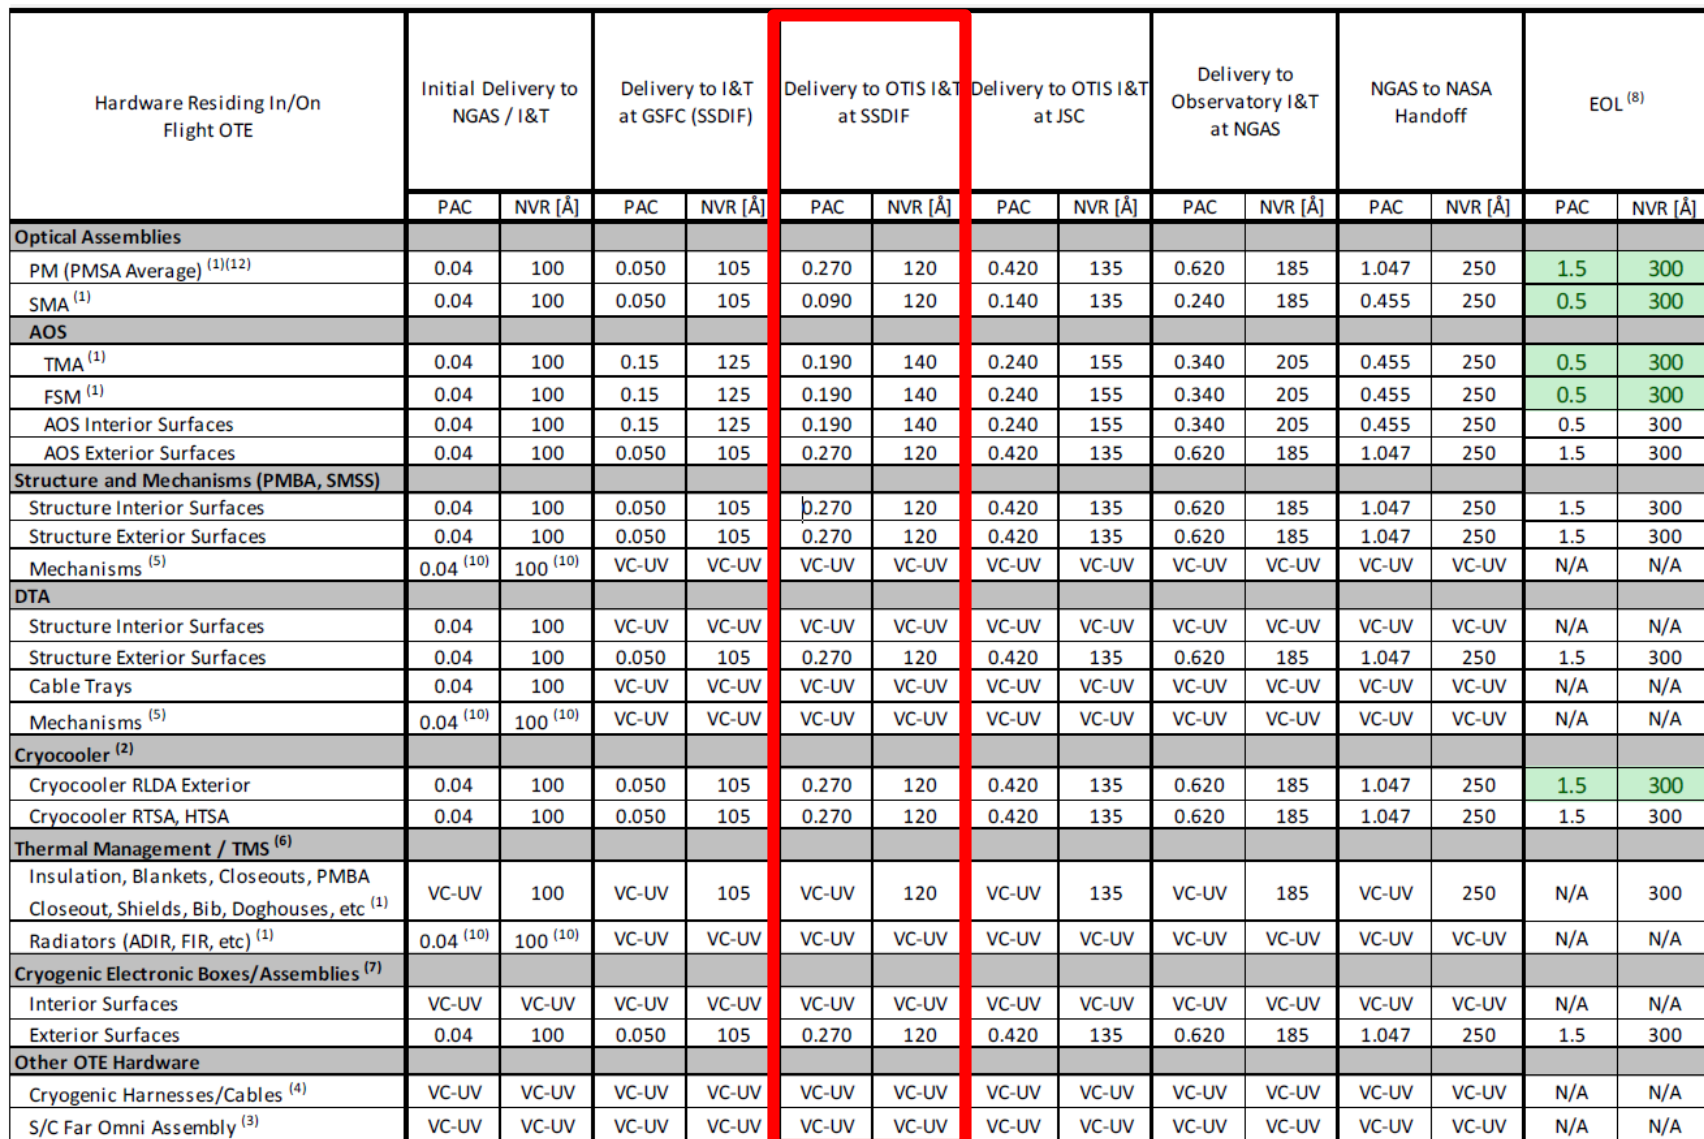 Hardware Residing In/On
Flight OTE
Initial Delivery to
NGAS / I&T
Delivery to I&T
at GSFC (SSDIF)
Delivery to OTIS I&T
at SSDIF
Delivery to OTIS I&T
at JSC
Delivery to
Observatory I&T
at NGAS
NGAS to NASA
Handoff
EOL (8)
PAC NVR [Å] PAC NVR [Å] PAC NVR [Å] PAC NVR [Å] PAC NVR [Å] PAC NVR [Å] PAC NVR [Å]
Optical Assemblies
PM (PMSA Average) (1)(12) 0.04 100 0.050 105 0.270 120 0.420 135 0.620 185 1.047 250 1.5 300
SMA (1) 0.04 100 0.050 105 0.090 120 0.140 135 0.240 185 0.455 250 0.5 300
AOS
TMA (1) 0.04 100 0.15 125 0.190 140 0.240 155 0.340 205 0.455 250 0.5 300
FSM (1) 0.04 100 0.15 125 0.190 140 0.240 155 0.340 205 0.455 250 0.5 300
AOS Interior Surfaces 0.04 100 0.15 125 0.190 140 0.240 155 0.340 205 0.455 250 0.5 300
AOS Exterior Surfaces 0.04 100 0.050 105 0.270 120 0.420 135 0.620 185 1.047 250 1.5 300
Structure and Mechanisms (PMBA, SMSS)
Structure Interior Surfaces 0.04 100 0.050 105 0.270 120 0.420 135 0.620 185 1.047 250 1.5 300
Structure Exterior Surfaces 0.04 100 0.050 105 0.270 120 0.420 135 0.620 185 1.047 250 1.5 300
Mechanisms (5) 0.04 (10) 100 (10) VC-UV VC-UV VC-UV VC-UV VC-UV VC-UV VC-UV VC-UV VC-UV VC-UV N/A N/A
DTA
Structure Interior Surfaces 0.04 100 VC-UV VC-UV VC-UV VC-UV VC-UV VC-UV VC-UV VC-UV VC-UV VC-UV N/A N/A
Structure Exterior Surfaces 0.04 100 0.050 105 0.270 120 0.420 135 0.620 185 1.047 250 1.5 300
Cable Trays 0.04 100 VC-UV VC-UV VC-UV VC-UV VC-UV VC-UV VC-UV VC-UV VC-UV VC-UV N/A N/A
Mechanisms (5) 0.04 (10) 100 (10) VC-UV VC-UV VC-UV VC-UV VC-UV VC-UV VC-UV VC-UV VC-UV VC-UV N/A N/A
Cryocooler (2)
Cryocooler RLDA Exterior 0.04 100 0.050 105 0.270 120 0.420 135 0.620 185 1.047 250 1.5 300
Cryocooler RTSA, HTSA 0.04 100 0.050 105 0.270 120 0.420 135 0.620 185 1.047 250 1.5 300
Thermal Management / TMS (6)
Insulation, Blankets, Closeouts, PMBA
Closeout, Shields, Bib, Doghouses, etc (1) VC-UV 100 VC-UV 105 VC-UV 120 VC-UV 135 VC-UV 185 VC-UV 250 N/A 300
Radiators (ADIR, FIR, etc) (1) 0.04 (10) 100 (10) VC-UV VC-UV VC-UV VC-UV VC-UV VC-UV VC-UV VC-UV VC-UV VC-UV N/A N/A
Cryogenic Electronic Boxes/Assemblies (7)
Interior Surfaces VC-UV VC-UV VC-UV VC-UV VC-UV VC-UV VC-UV VC-UV VC-UV VC-UV VC-UV VC-UV N/A N/A
Exterior Surfaces 0.04 100 0.050 105 0.270 120 0.420 135 0.620 185 1.047 250 1.5 300
Other OTE Hardware
Cryogenic Harnesses/Cables (4) VC-UV VC-UV VC-UV VC-UV VC-UV VC-UV VC-UV VC-UV VC-UV VC-UV VC-UV VC-UV N/A N/A
S/C Far Omni Assembly (3) VC-UV VC-UV VC-UV VC-UV VC-UV VC-UV VC-UV VC-UV VC-UV VC-UV VC-UV VC-UV N/A N/A